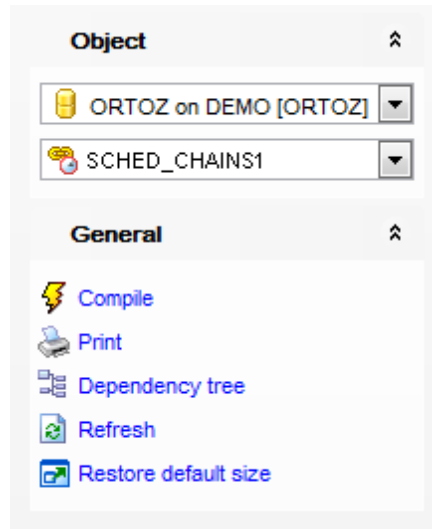 Object
ORTOZ on DEMO [ORTOZ]
SCHED_CHAINS1
General
Compile
Print
Dependency tree
Refresh
Restore default size